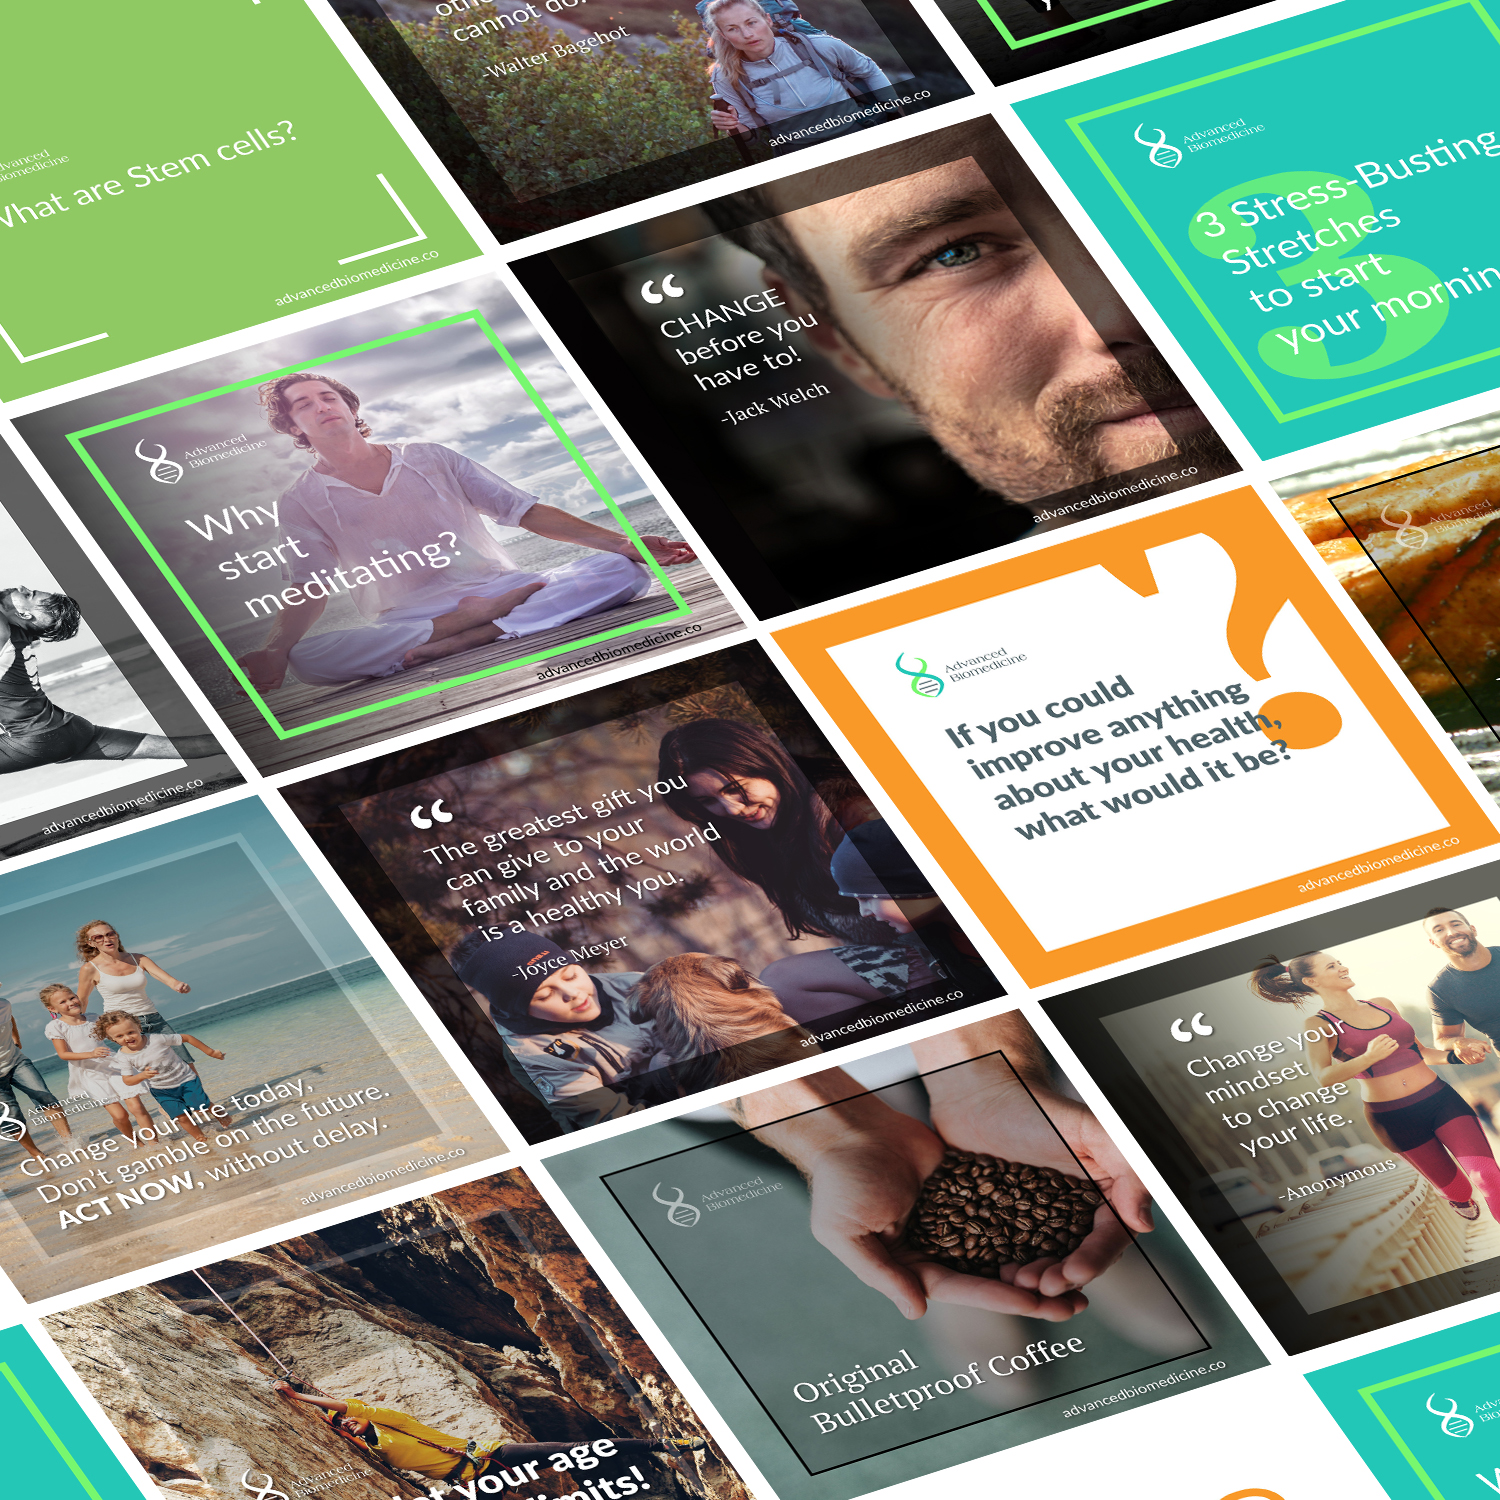 cannot do.
-Walter Bagehot
advancedbiomedicine.co
What are Stem cells?
advancedbiomedicine.co
Advanced
Biomedicine
3 Stress-Busting
Stretches
to start
your mornin
CHANGE
before you
have to!
-Jack Welch
advancedbiomedicine.co
Advanced
Biomedicine
Why
start
meditating?
advancedbiomedicine.co
advancedbiomedicine.co
“
The greatest gift you
can give to your
family and the world
is a healthy you.
-Joyce Meyer
advancedbiomedicine.co
Advanced
Biomedicine
If you could
improve anything
about your health,
what would it be?
advancedbiomedicine.co
Advanced
Biomedicine
Change your life today,
Don't gamble on the future.
ACT NOW, without delay.
advancedbiomedicine.co
“
Change your
mindset
to change
your life.
-Anonymous
Advanced
Biomedicine
Original
Bulletproof Coffee
advancedbiomedicine.co
Advanced
Biomedicine
your age
limits!